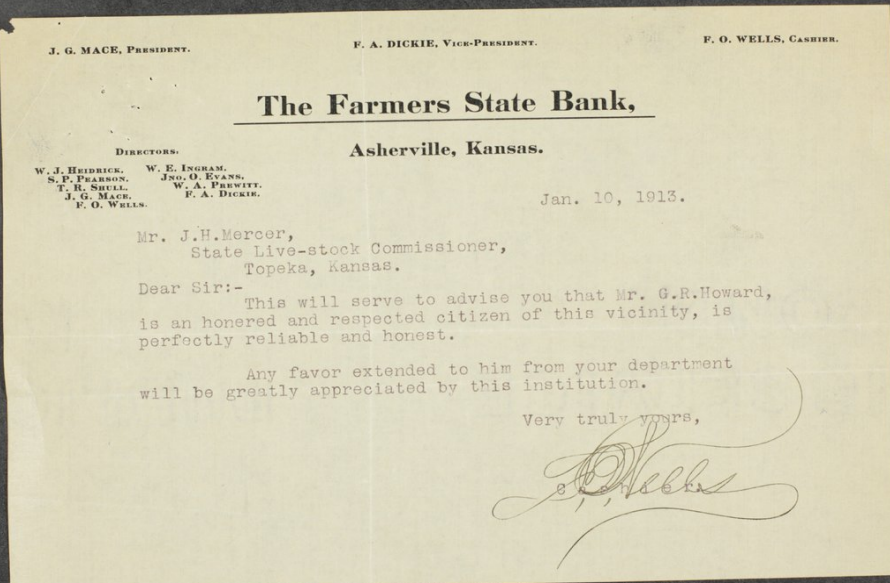 J. G. MACE, PRESIDENT.
F. A. DICKIE, VICE-PRESIDENT.
F. O. WELLS, CASHIER.
The Farmers State Bank,
Asherville, Kansas.
DIRECTORS.
W. J. HEIDRICK.
S. P. PEARSON.
T. R. SHULL.
J. G. MACE.
F. O. WELLS.
W. E. INGRAM.
JNO. O. EVANS.
W. A. PREWITT.
F. A. DICKIE.
Jan. 10, 1913.
Mr. J.H.Mercer,
State Live-stock Commissioner,
Topeka, Kansas.
Dear Sir:-
This will serve to advise you that Mr. G.R.Howard,
is an honered and respected citizen of this vicinity, is
perfectly reliable and honest.
Any favor extended to him from your department
will be greatly appreciated by this institution.
Very truly yours,
F. O. Wells